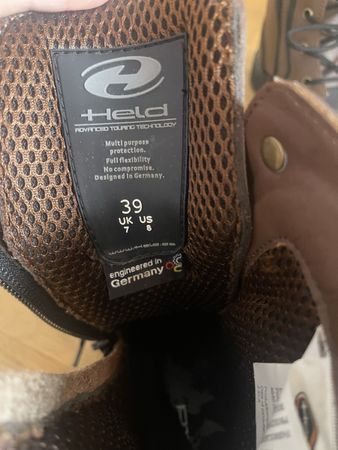 Held
ADVANCED TOURING TECHNOLOGY
Multi purpose
protection.
Full flexibility
No compromise.
Designed in Germany.
39
UK US
7 8
engineered in
Germany